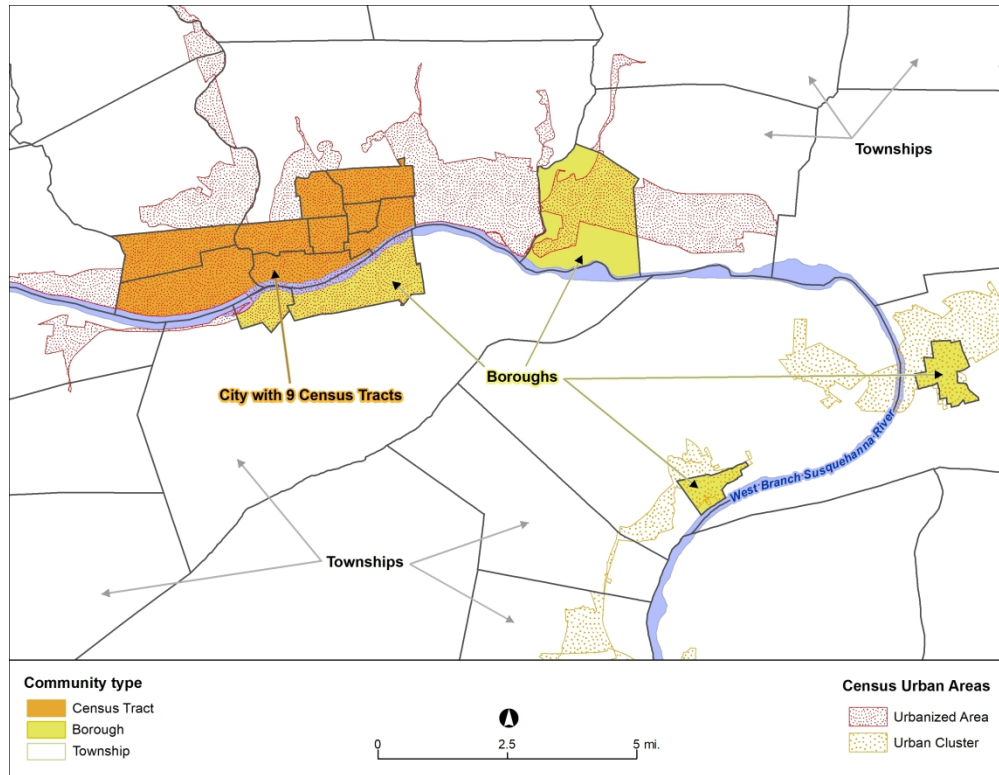 Townships
Boroughs
City with 9 Census Tracts
West Branch Susquehanna River
Townships
Community type
Census Tract
Borough
Township
0
2.5
5 mi.
Census Urban Areas
Urbanized Area
Urban Cluster